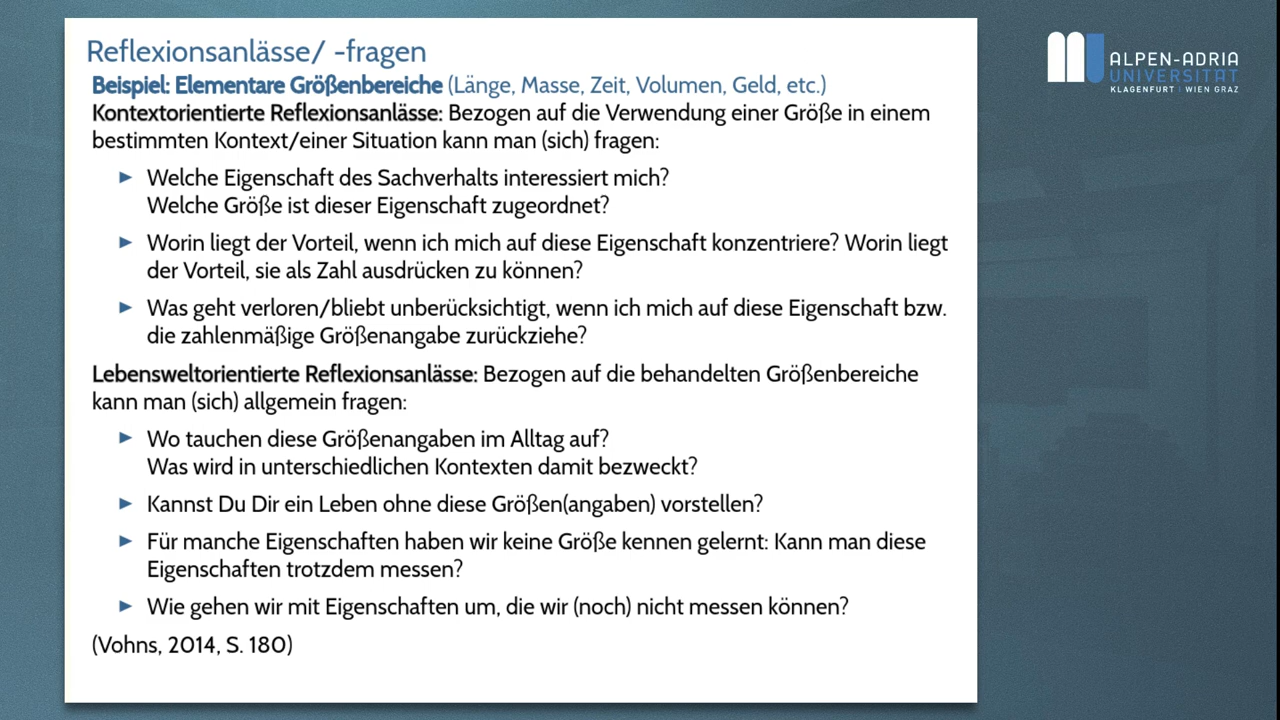 Reflexionsanlässe/ -fragen
Beispiel: Elementare Größenbereiche (Länge, Masse, Zeit, Volumen, Geld, etc.)
Kontextorientierte Reflexionsanlässe: Bezogen auf die Verwendung einer Größe in einem
bestimmten Kontext/einer Situation kann man (sich) fragen:
Welche Eigenschaft des Sachverhalts interessiert mich?
Welche Größe ist dieser Eigenschaft zugeordnet?
Worin liegt der Vorteil, wenn ich mich auf diese Eigenschaft konzentriere? Worin liegt
der Vorteil, sie als Zahl ausdrücken zu können?
Was geht verloren/bliebt unberücksichtigt, wenn ich mich auf diese Eigenschaft bzw.
die zahlenmäßige Größenangabe zurückziehe?
Lebensweltorientierte Reflexionsanlässe: Bezogen auf die behandelten Größenbereiche
kann man (sich) allgemein fragen:
Wo tauchen diese Größenangaben im Alltag auf?
Was wird in unterschiedlichen Kontexten damit bezweckt?
Kannst Du Dir ein Leben ohne diese Größen(angaben) vorstellen?
Für manche Eigenschaften haben wir keine Größe kennen gelernt: Kann man diese
Eigenschaften trotzdem messen?
Wie gehen wir mit Eigenschaften um, die wir (noch) nicht messen können?
(Vohns, 2014, S. 180)
ALPEN-ADRIA
UNIVERSITÄT
KLAGENFURT | WIEN GRAZ